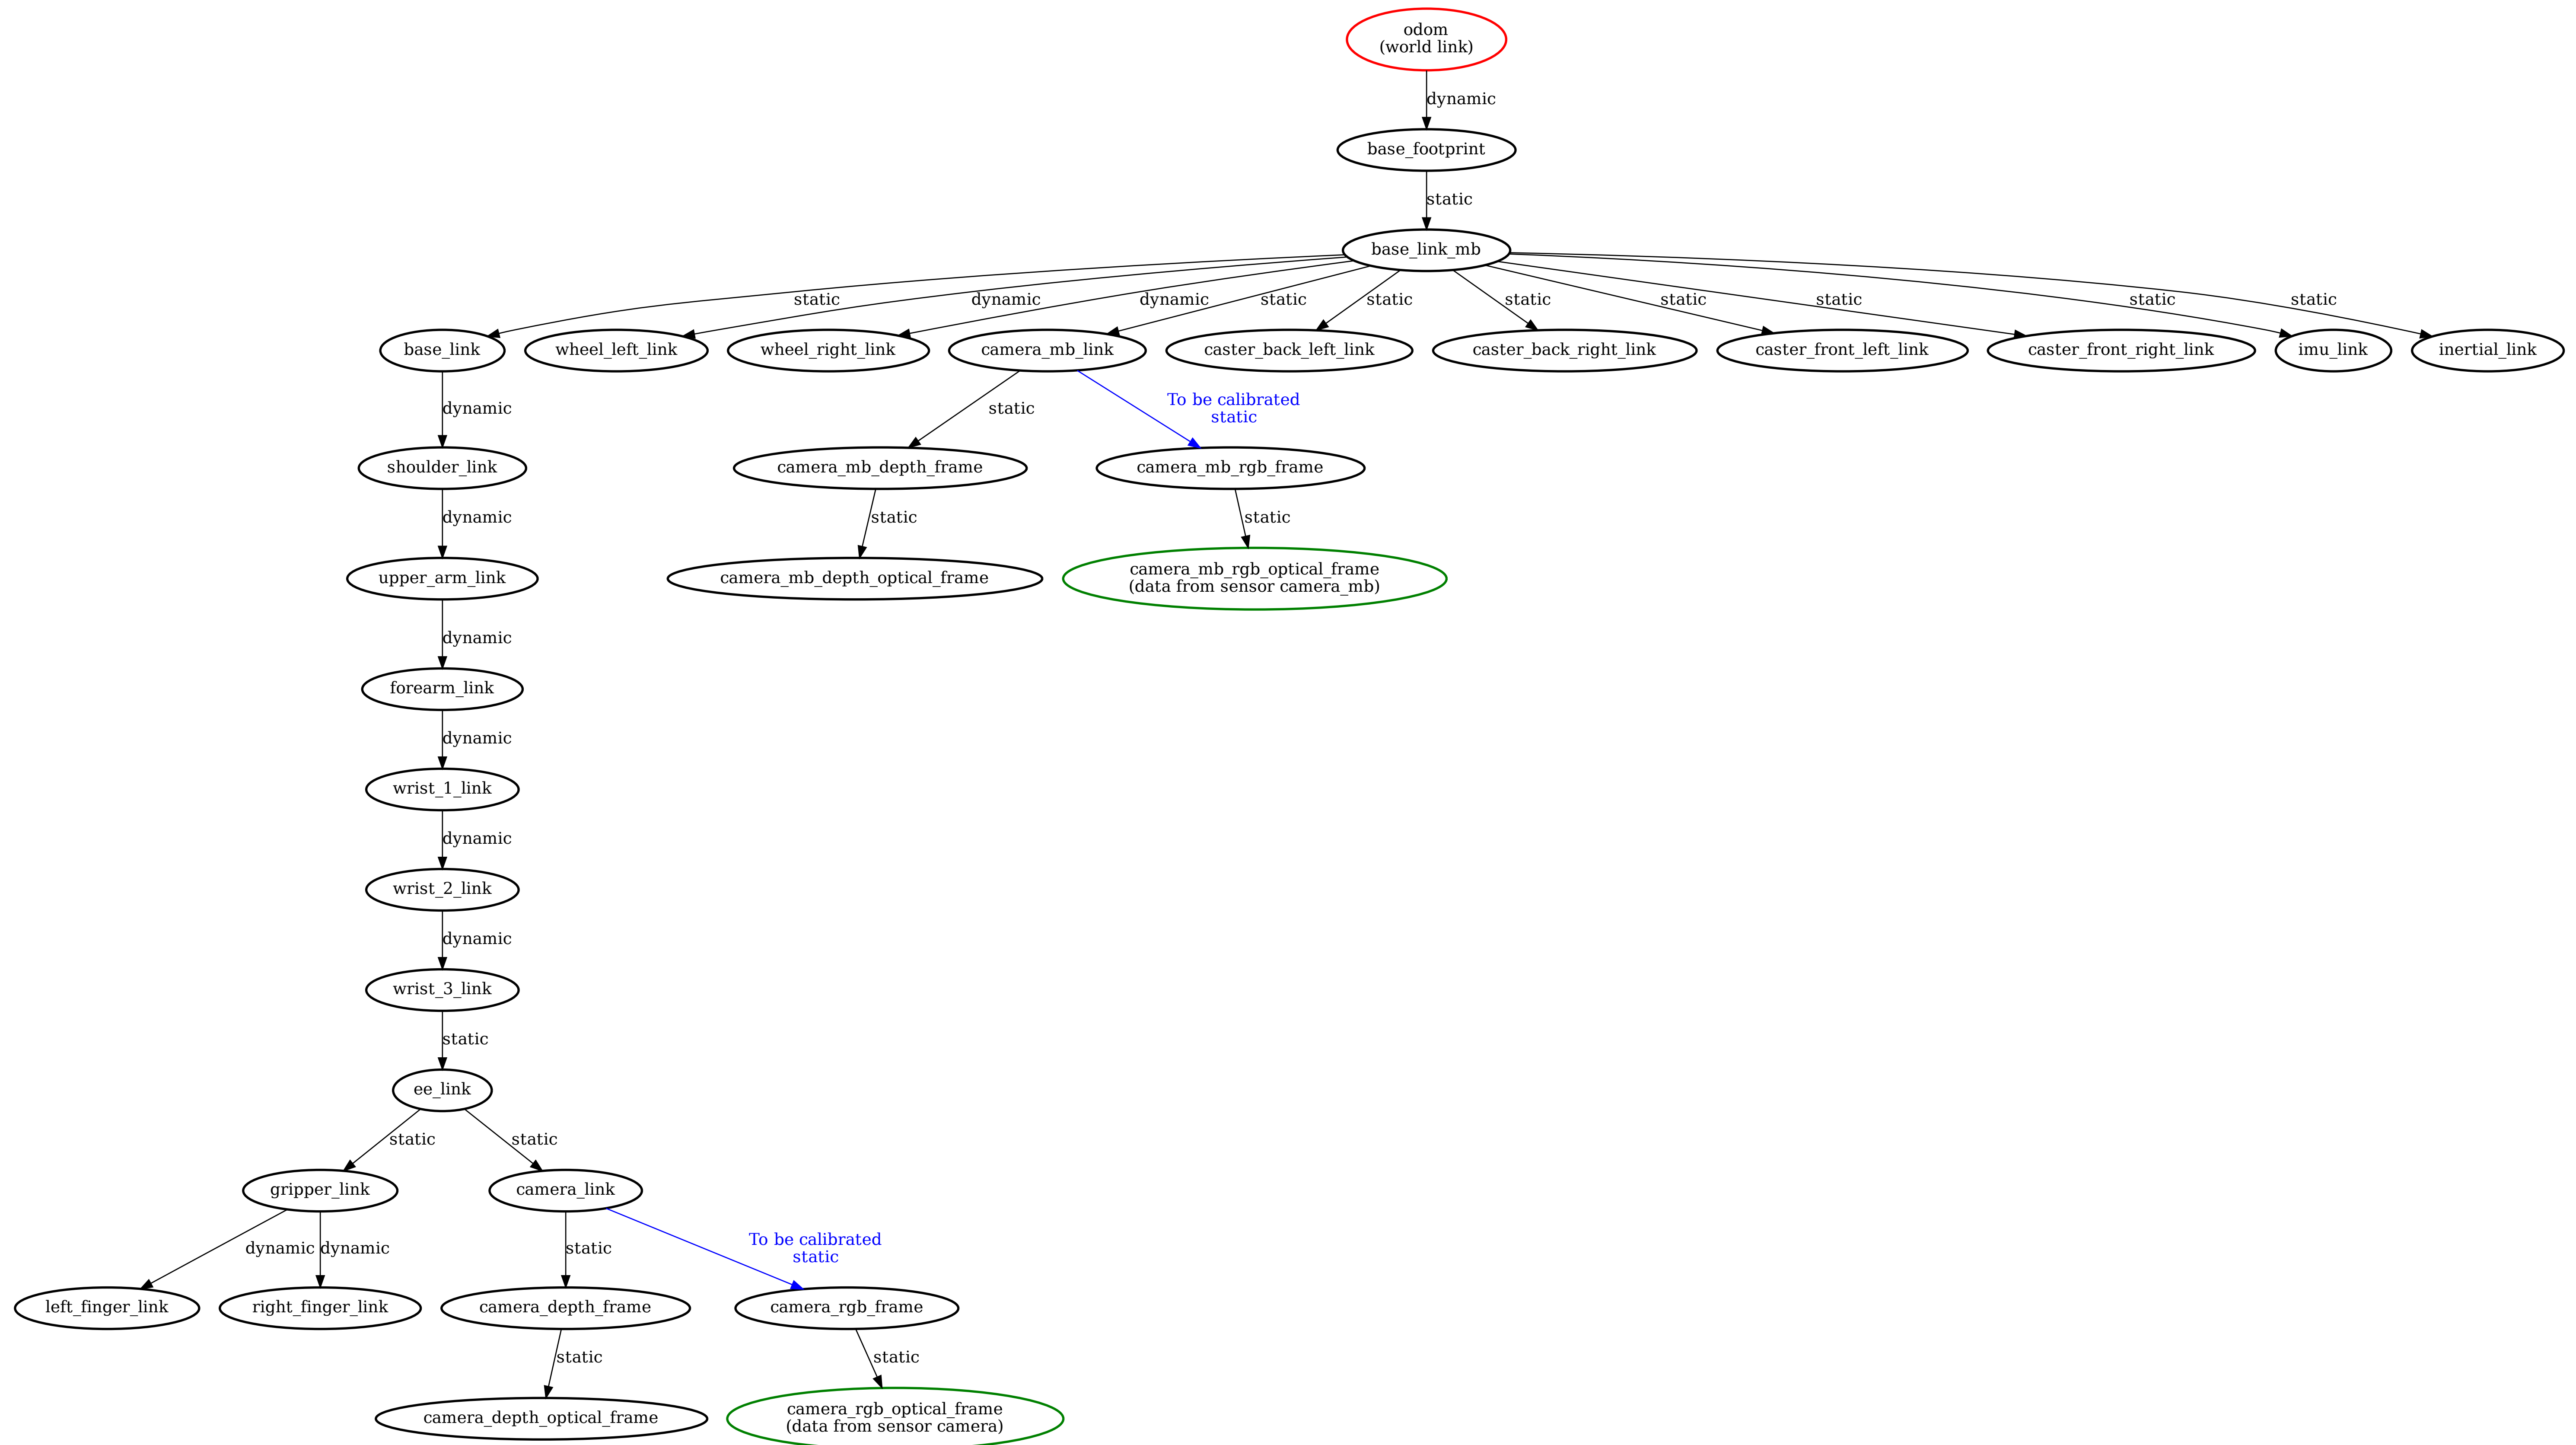 odom
(world link)
dynamic
base_footprint
static
base_link_mb
static
dynamic
dynamic
static
static
static
static
static
static
static
base_link
wheel_left_link
wheel_right_link
camera_mb_link
caster_back_left_link
caster_back_right_link
caster_front_left_link
caster_front_right_link
imu_link
inertial_link
dynamic
static
To be calibrated
static
shoulder_link
camera_mb_depth_frame
camera_mb_rgb_frame
dynamic
static
static
upper_arm_link
camera_mb_depth_optical_frame
camera_mb_rgb_optical_frame
(data from sensor camera_mb)
dynamic
forearm_link
dynamic
wrist_1_link
dynamic
wrist_2_link
dynamic
wrist_3_link
static
ee_link
static
static
gripper_link
camera_link
dynamic
dynamic
static
To be calibrated
static
left_finger_link
right_finger_link
camera_depth_frame
camera_rgb_frame
static
static
camera_depth_optical_frame
camera_rgb_optical_frame
(data from sensor camera)